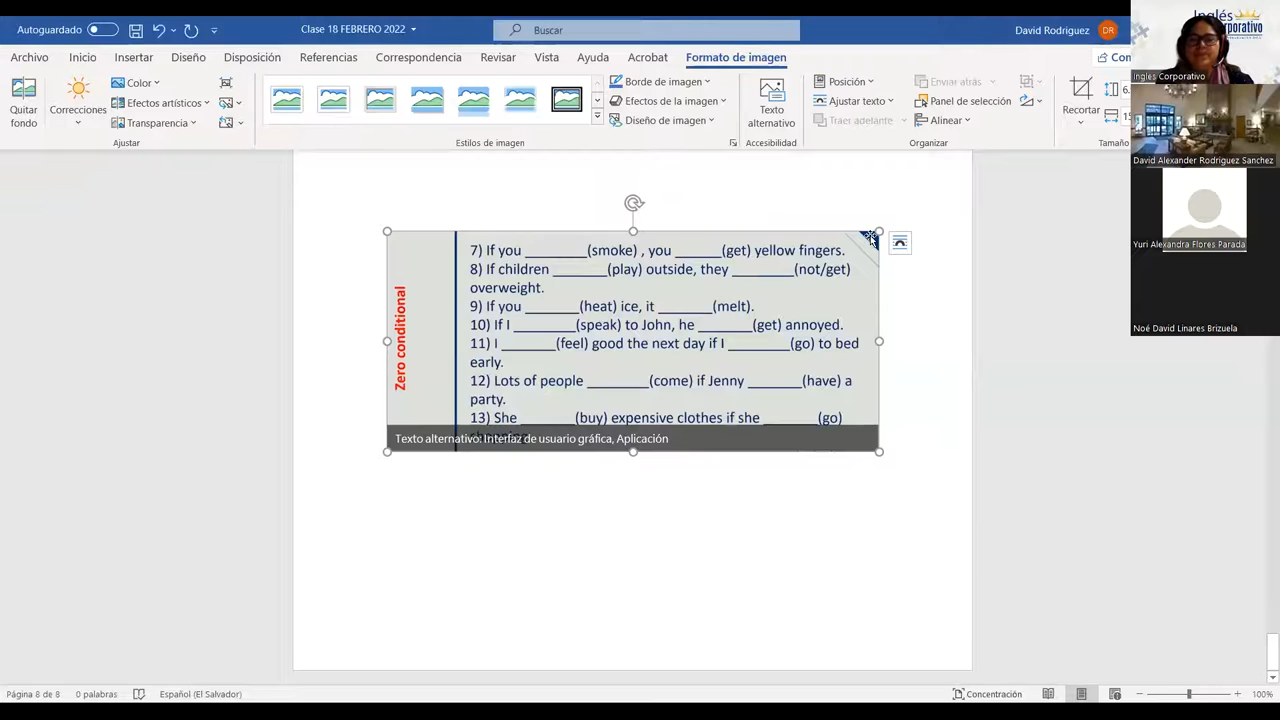 Autoguardado
Clase 18 FEBRERO 2022
Buscar
David Rodriguez
DR
Archivo
Inicio
Insertar
Diseño
Disposición
Referencias
Correspondencia
Revisar
Vista
Ayuda
Acrobat
Formato de imagen
Quitar fondo
Correcciones
Color
Efectos artísticos
Transparencia
Ajustar
Estilos de imagen
Borde de imagen
Efectos de la imagen
Diseño de imagen
Texto alternativo
Accesibilidad
Posición
Ajustar texto
Traer adelante
Enviar atrás
Panel de selección
Alinear
Organizar
Recortar
Tamaño
Inglés
Ingles Corporativo
David Alexander Rodriguez Sanchez
Yuri Alexandra Flores Parada
Noé David Linares Brizuela
Zero conditional
7) If you ________(smoke) , you ______(get) yellow fingers.
8) If children _______(play) outside, they ________(not/get)
overweight.
9) If you _______(heat) ice, it _______(melt).
10) If I ________(speak) to John, he _______(get) annoyed.
11) I _______(feel) good the next day if I ________(go) to bed
early.
12) Lots of people ________(come) if Jenny _______(have) a
party.
13) She _______(buy) expensive clothes if she _______(go)
Texto alternativo: Interfaz de usuario gráfica, Aplicación
Página 8 de 8
0 palabras
Español (El Salvador)
Concentración
100%